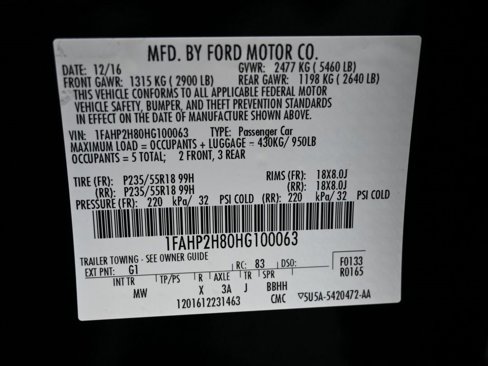 MFD. BY FORD MOTOR CO.
DATE: 12/16 GVWR: 2477 KG ( 5460 LB)
FRONT GAWR: 1315 KG ( 2900 LB) REAR GAWR: 1198 KG ( 2640 LB)
THIS VEHICLE CONFORMS TO ALL APPLICABLE FEDERAL MOTOR
VEHICLE SAFETY, BUMPER, AND THEFT PREVENTION STANDARDS
IN EFFECT ON THE DATE OF MANUFACTURE SHOWN ABOVE.
VIN: 1FAHP2H80HG100063 TYPE: Passenger Car
MAXIMUM LOAD = OCCUPANTS + LUGGAGE = 430KG/ 950LB
OCCUPANTS = 5 TOTAL; 2 FRONT, 3 REAR
TIRE (FR): P235/55R18 99H RIMS (FR): 18X8.0J
(RR): P235/55R18 99H (RR): 18X8.0J
PRESSURE (FR): 220 kPa/ 32 PSI COLD (RR): 220 kPa/ 32 PSI COLD
1FAHP2H80HG100063
TRAILER TOWING - SEE OWNER GUIDE
EXT PNT: G1 RC: 83 DSO: F0133
R0165
INT TR TP/PS R AXLE TR SPR
MW X 3A J BBHH
1201612231463 CMC ▽5U5A-5420472-AA